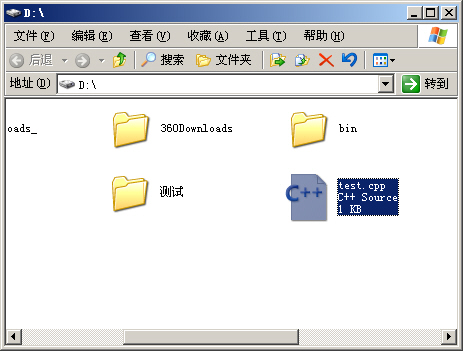 D:\
文件(F) 编辑(E) 查看(V) 收藏(A) 工具(T) 帮助(H)
后退 搜索 文件夹
地址(D) D:\ 转到
oads_ 360Downloads bin
测试 C++ test.cpp
C++ Source
1 KB